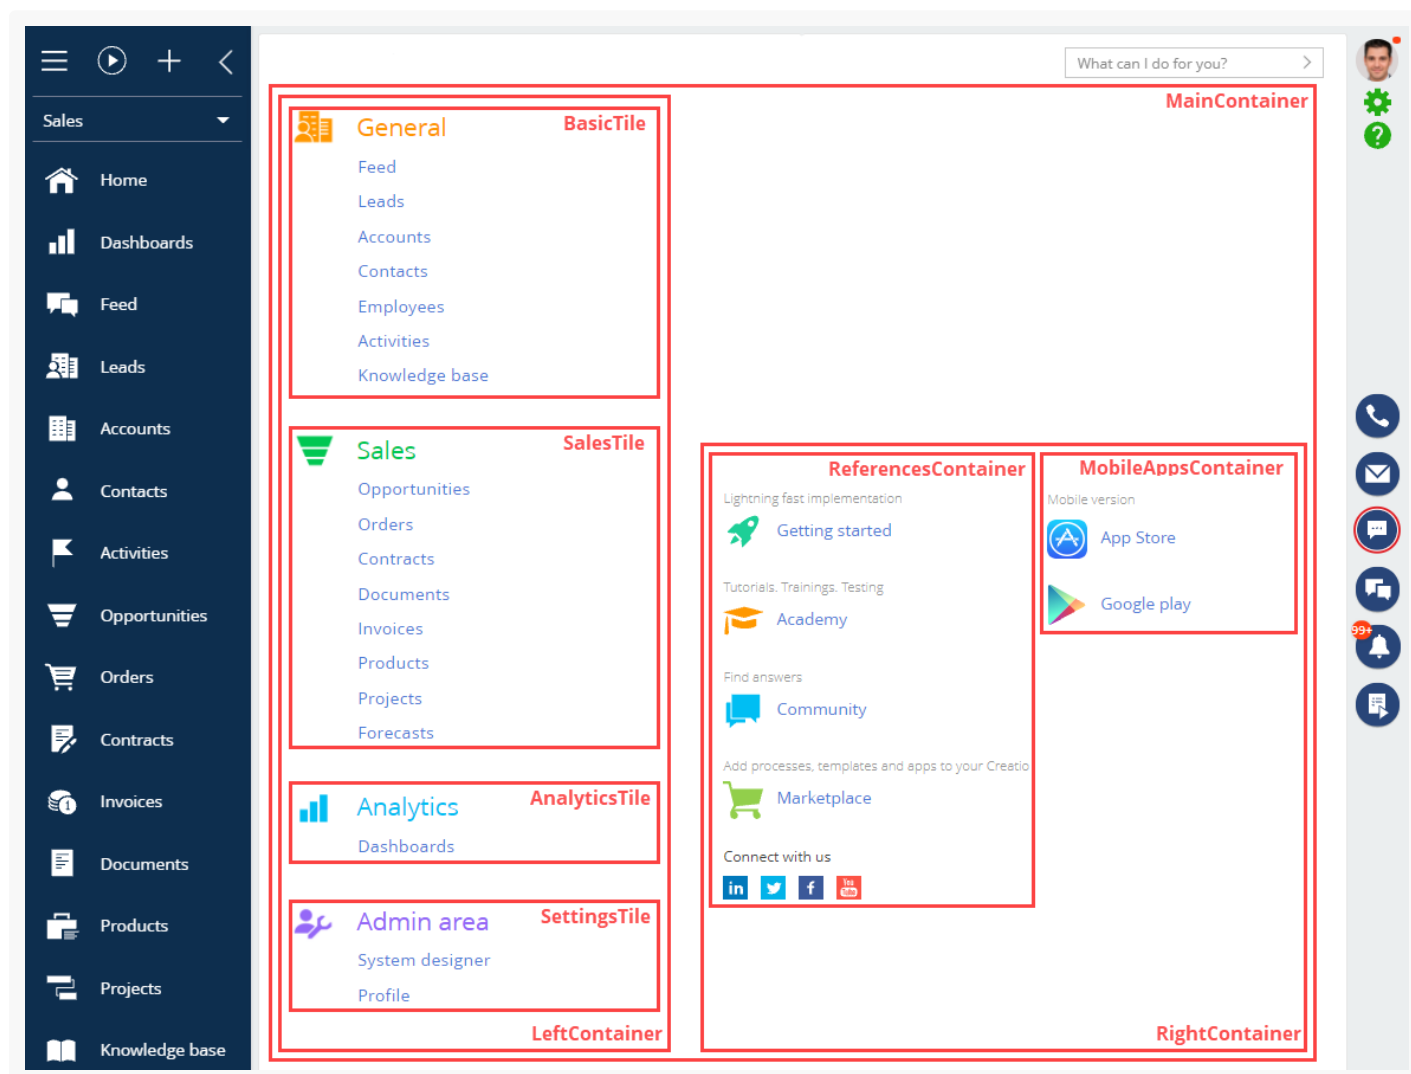 What can I do for you?
Sales
Home
Dashboards
Feed
Leads
Accounts
Contacts
Activities
Opportunities
Orders
Contracts
Invoices
Documents
Products
Projects
Knowledge base
MainContainer
General
BasicTile
Feed
Leads
Accounts
Contacts
Employees
Activities
Knowledge base
Sales
SalesTile
Opportunities
Orders
Contracts
Documents
Invoices
Products
Projects
Forecasts
Analytics
AnalyticsTile
Dashboards
Admin area
SettingsTile
System designer
Profile
LeftContainer
ReferencesContainer
Lightning fast implementation
Getting started
Tutorials. Trainings. Testing
Academy
Find answers
Community
Add processes, templates and apps to your Creatio
Marketplace
Connect with us
in
f
You
Tube
MobileAppsContainer
Mobile version
App Store
Google play
RightContainer
?
99+
1